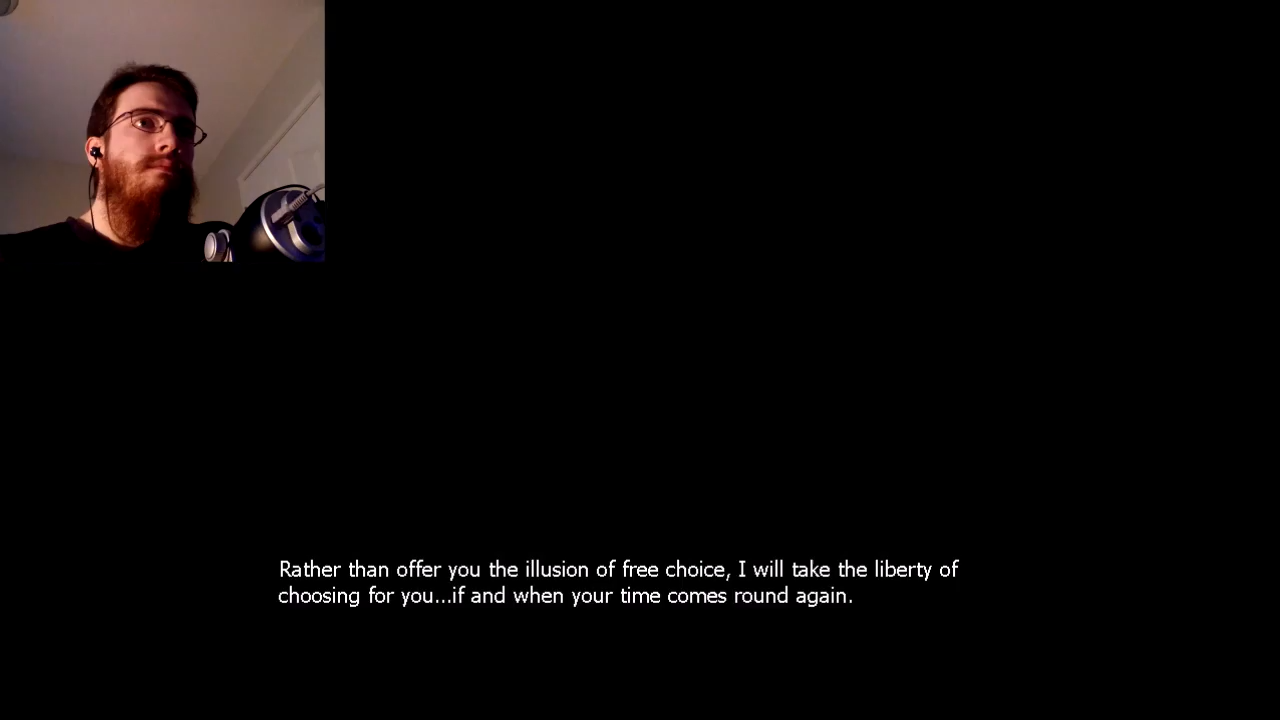 Rather than offer you the illusion of free choice, I will take the liberty of
choosing for you...if and when your time comes round again.